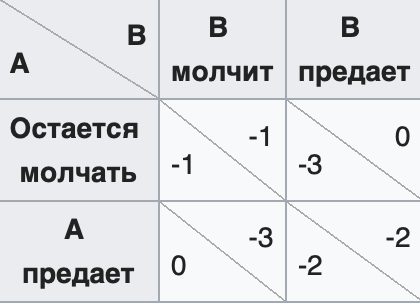 B
A
B
молчит
B
предает
Остается
молчать
-1
-1
0
-3
A
предает
-3
0
-2
-2